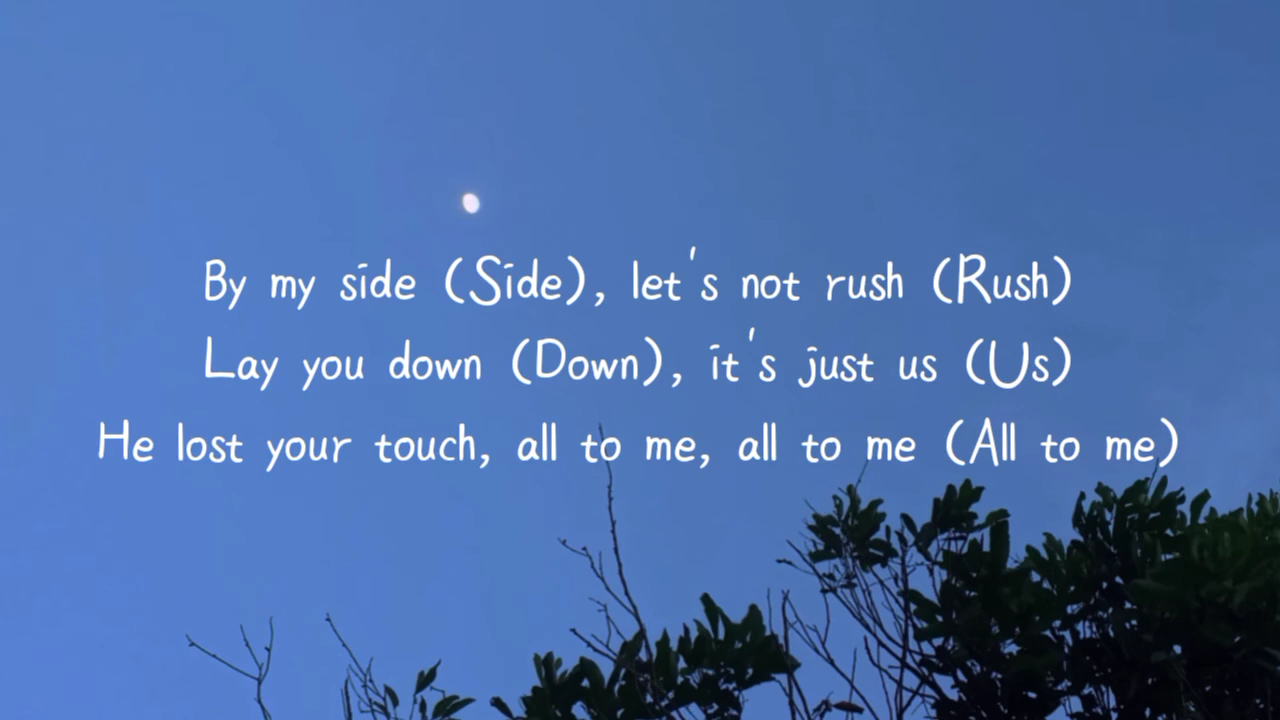 By my side (Side), let's not rush (Rush)
Lay you down (Down), it's just us (Us)
He lost your touch, all to me, all to me (All to me)